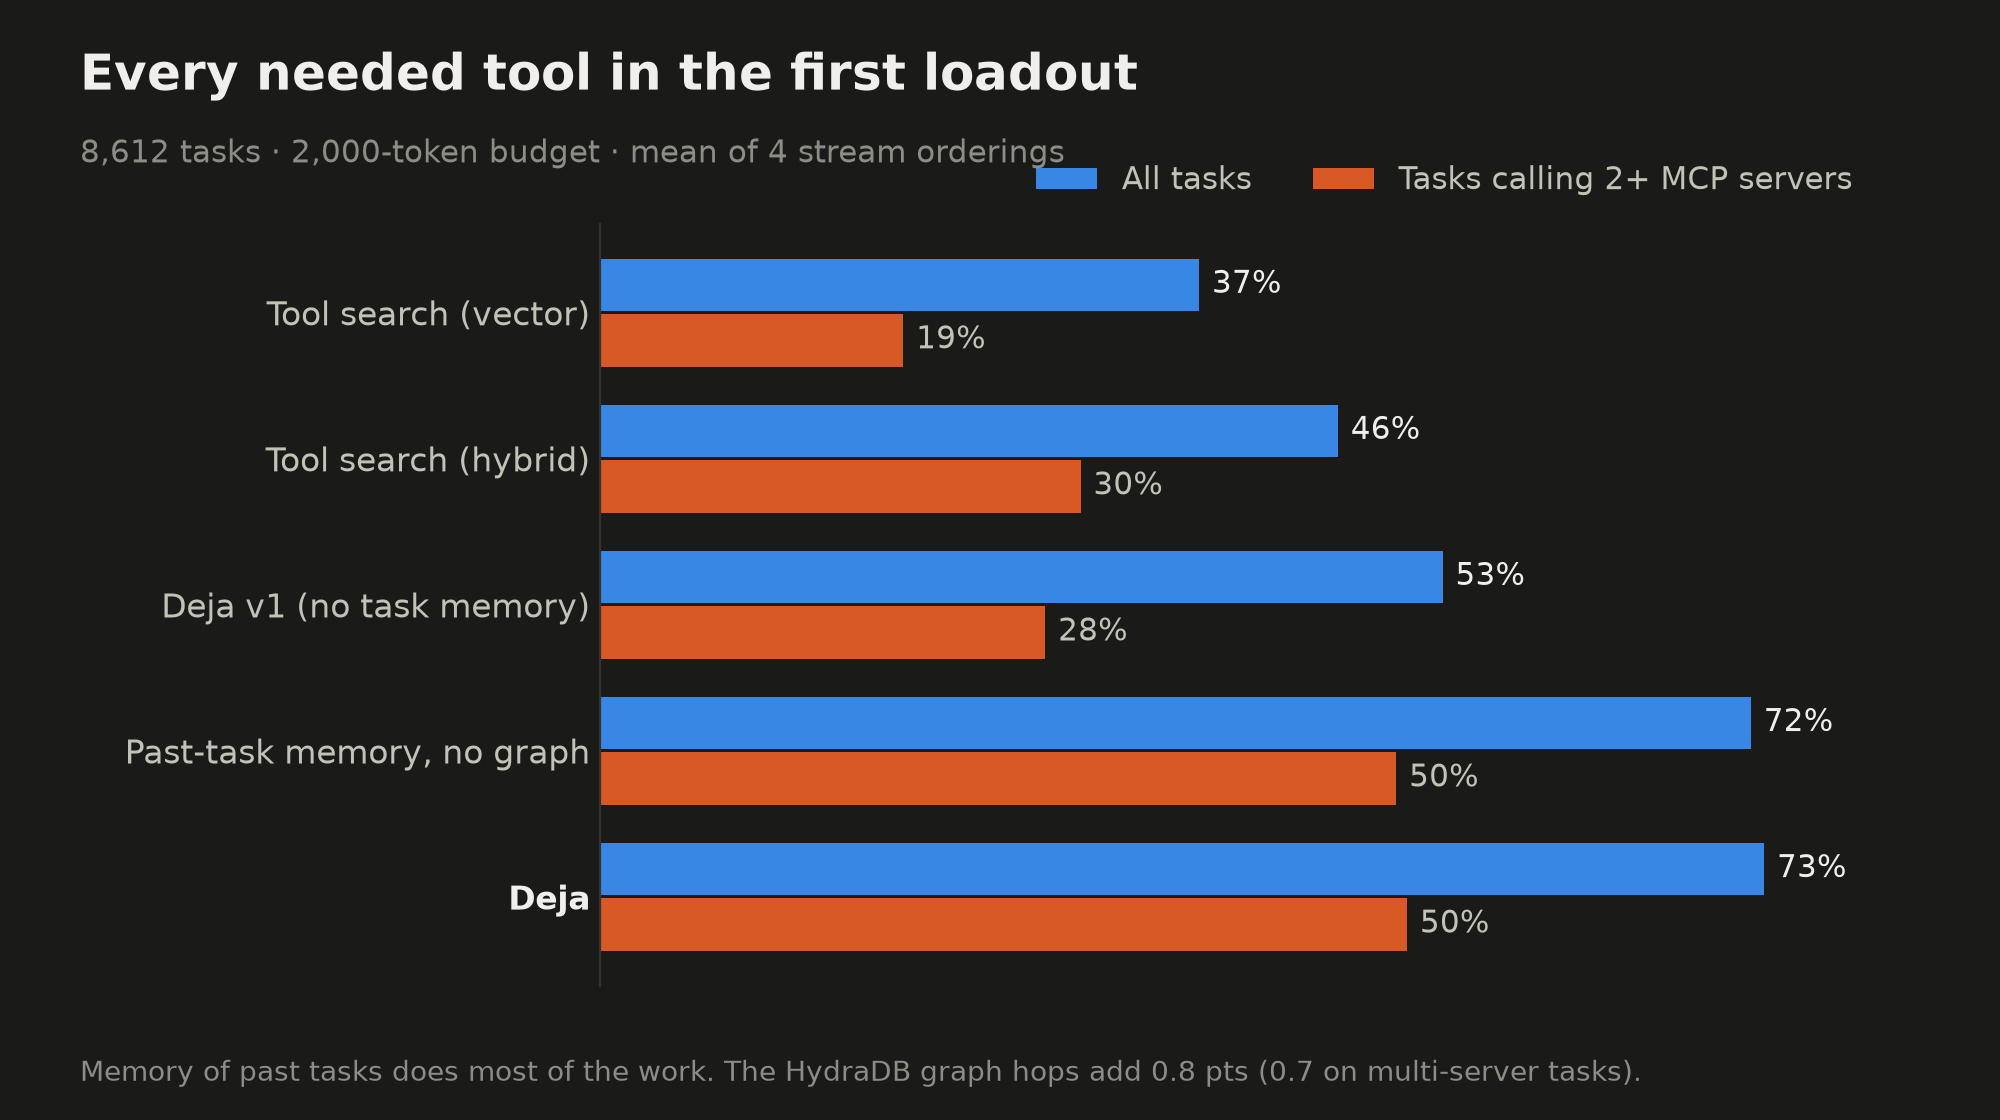 Every needed tool in the first loadout
8,612 tasks · 2,000-token budget · mean of 4 stream orderings
All tasks
Tasks calling 2+ MCP servers
Tool search (vector)
37%
19%
Tool search (hybrid)
46%
30%
Deja v1 (no task memory)
53%
28%
Past-task memory, no graph
72%
50%
Deja
73%
50%
Memory of past tasks does most of the work. The HydraDB graph hops add 0.8 pts (0.7 on multi-server tasks).